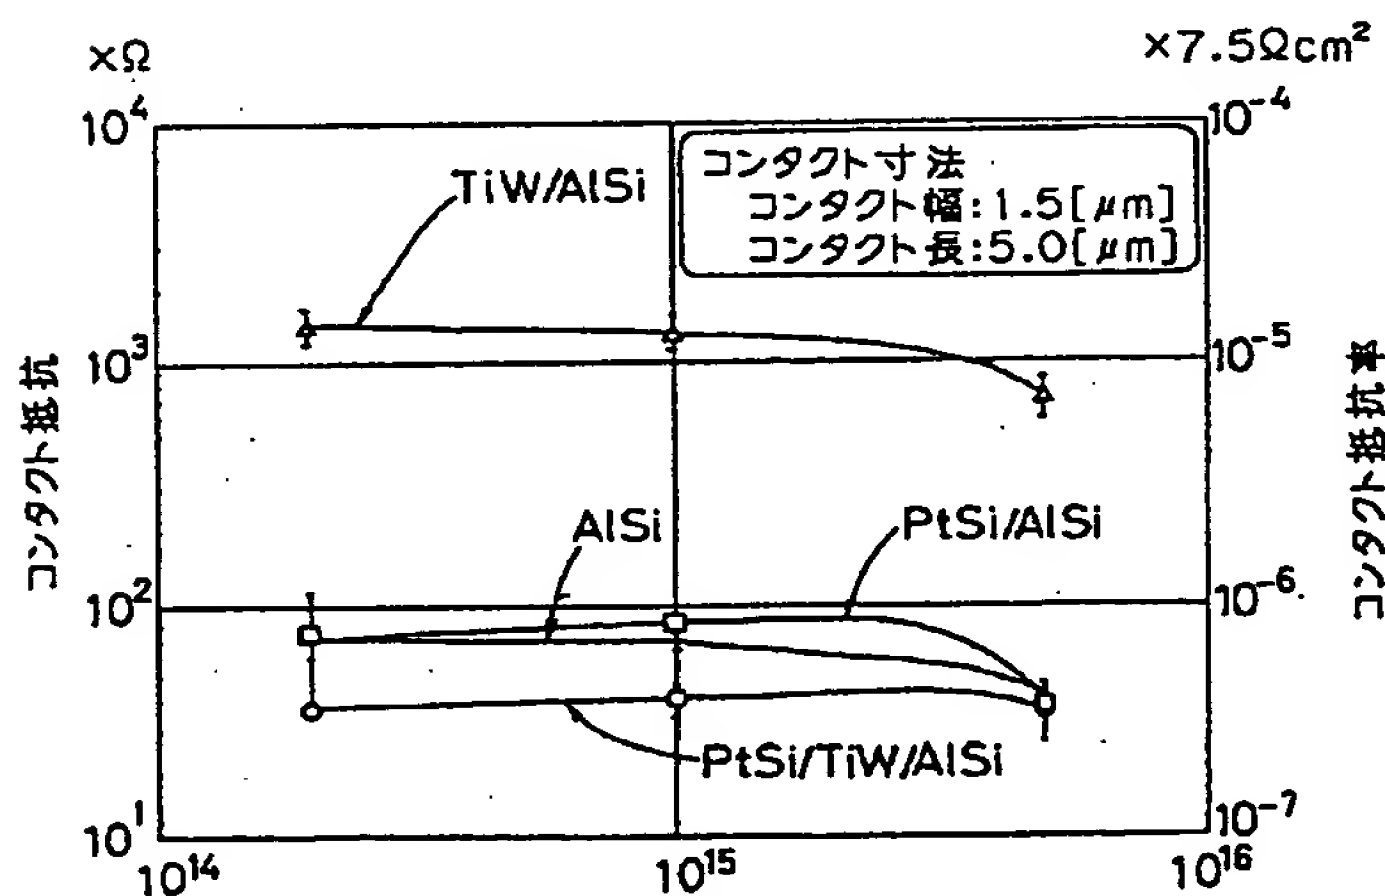 ×Ω
×7.5Ωcm²
10⁴
10⁻⁴
コンタクト寸法
コンタクト幅:1.5[μm]
コンタクト長:5.0[μm]
TiW/AlSi
10³
10⁻⁵
コンタクト抵抗
コンタクト抵抗率
AlSi
PtSi/AlSi
10²
10⁻⁶
PtSi/TiW/AlSi
10¹
10⁻⁷
10¹⁴
10¹⁵
10¹⁶